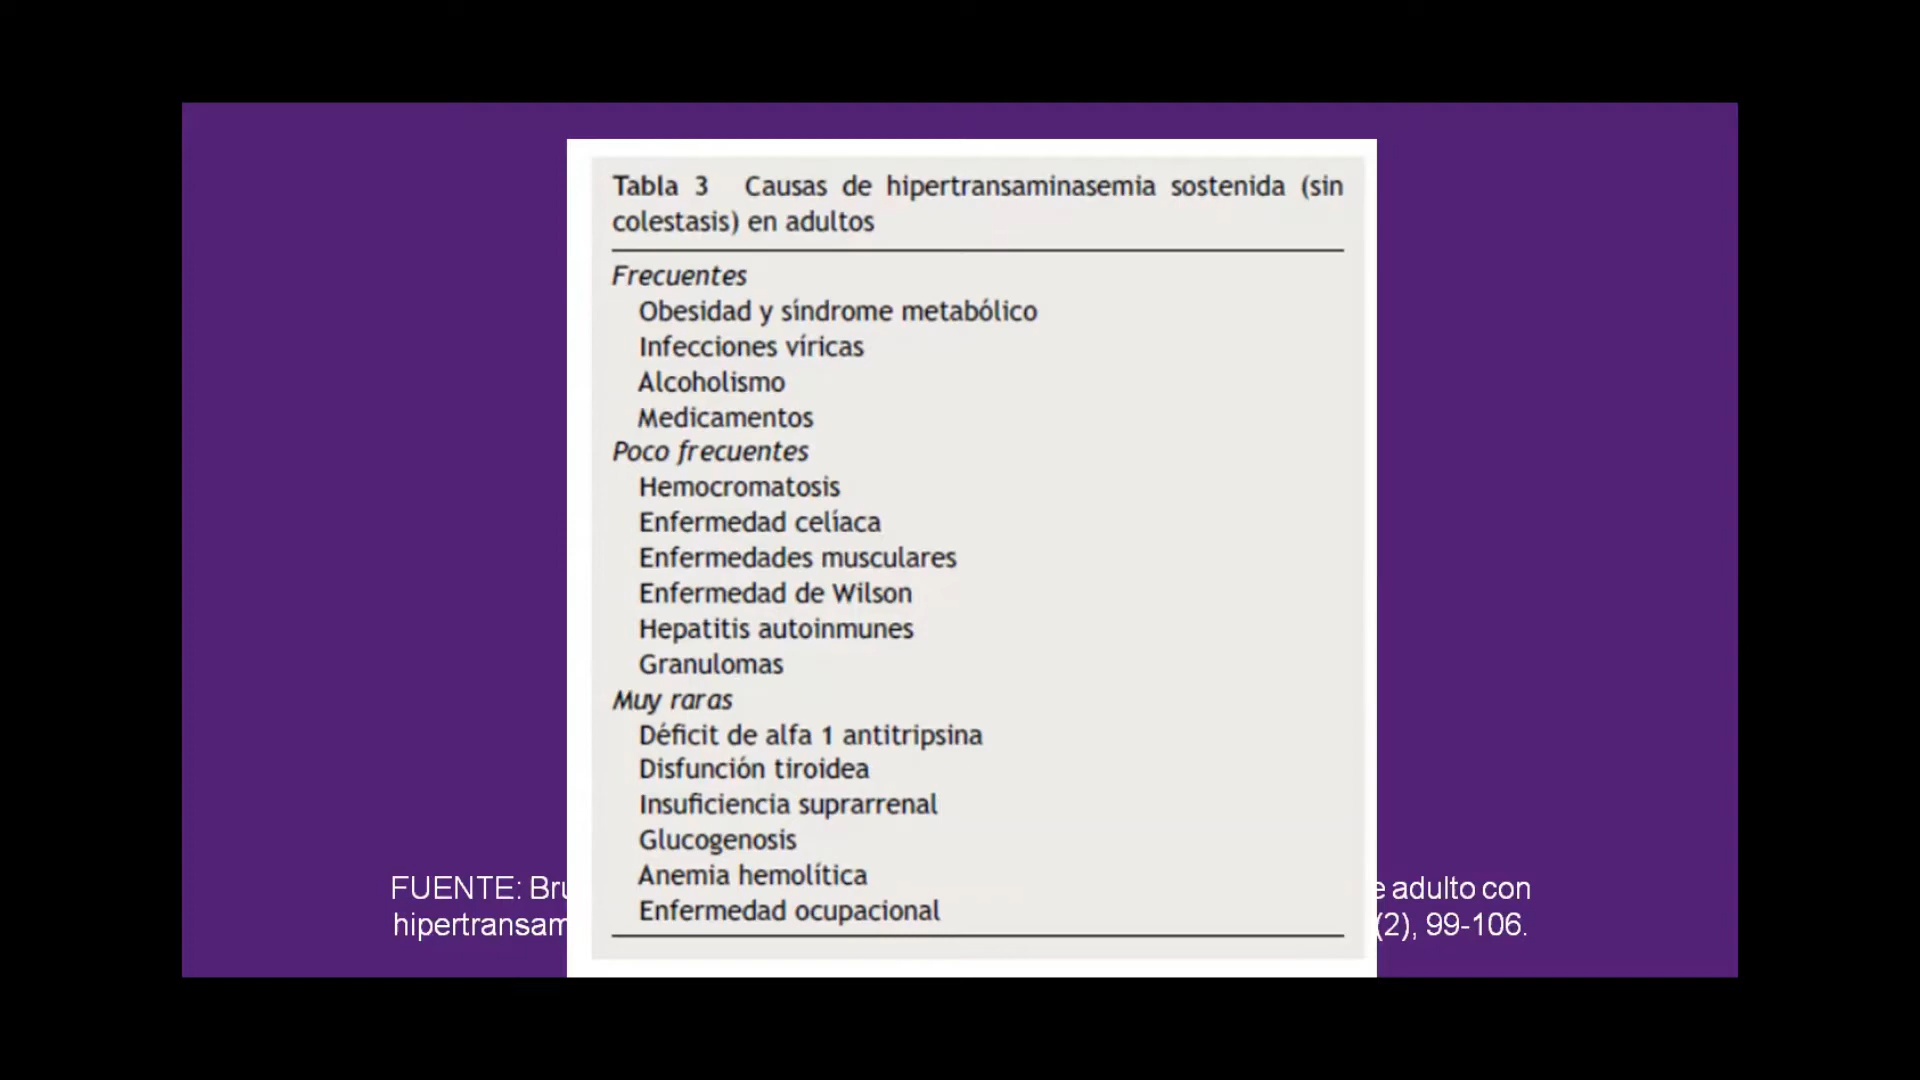 Tabla 3 Causas de hipertransaminasemia sostenida (sin
colestasis) en adultos
Frecuentes
Obesidad y síndrome metabólico
Infecciones víricas
Alcoholismo
Medicamentos
Poco frecuentes
Hemocromatosis
Enfermedad celíaca
Enfermedades musculares
Enfermedad de Wilson
Hepatitis autoinmunes
Granulomas
Muy raras
Déficit de alfa 1 antitripsina
Disfunción tiroidea
Insuficiencia suprarrenal
Glucogenosis
Anemia hemolítica
Enfermedad ocupacional
FUENTE: adulto con
(2), 99-106.